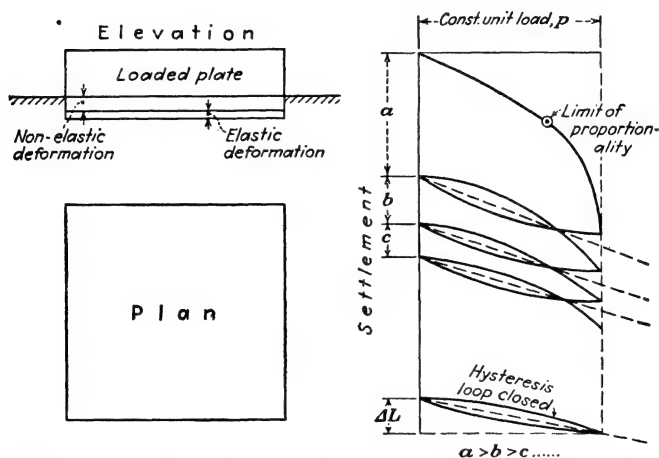 Elevation
Loaded plate
Non-elastic
deformation
Elastic
deformation
Plan
Const. unit load, p
a
Limit of
proportion-
ality
b
c
Settlement
Hysteresis
loop closed
ΔL
a > b > c ......